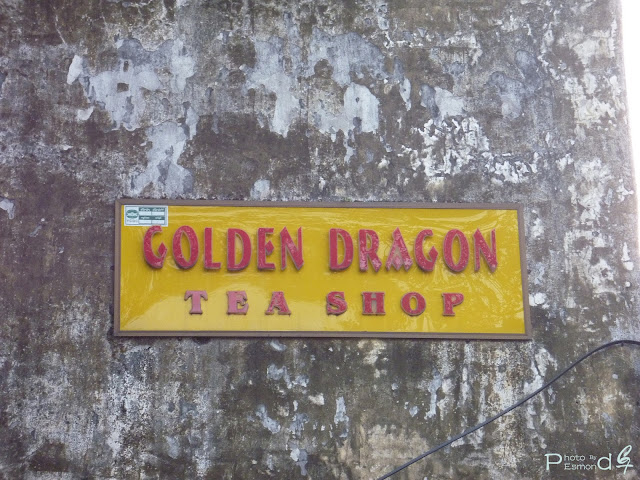 GOLDEN DRAGON
TEA SHOP
Photo By
Esmond